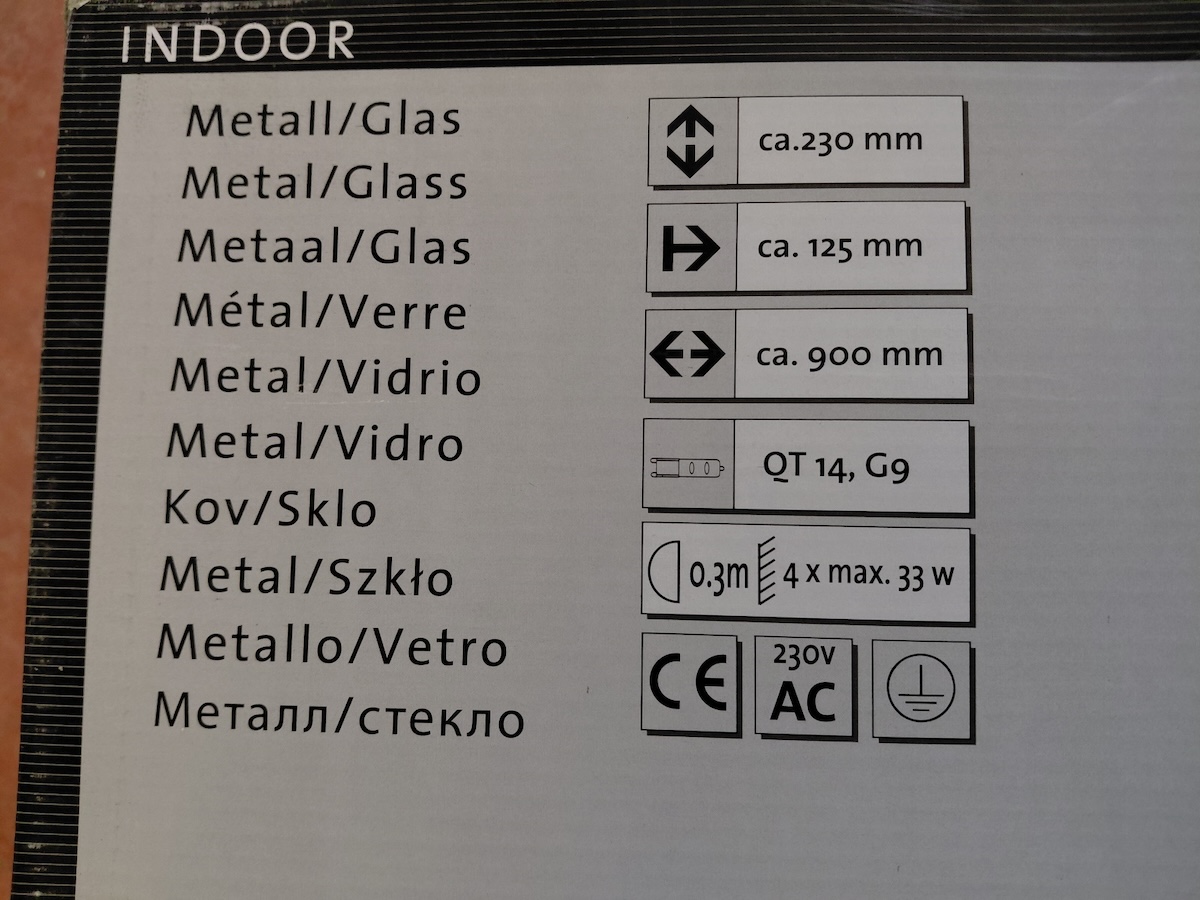 INDOOR
Metall/Glas
Metal/Glass
Metaal/Glas
Métal/Verre
Metal/Vidrio
Metal/Vidro
Kov/Sklo
Metal/Szkło
Metallo/Vetro
Металл/стекло
ca.230 mm
ca. 125 mm
ca. 900 mm
QT 14, G9
0.3m 4 x max. 33 w
CE
230V
AC